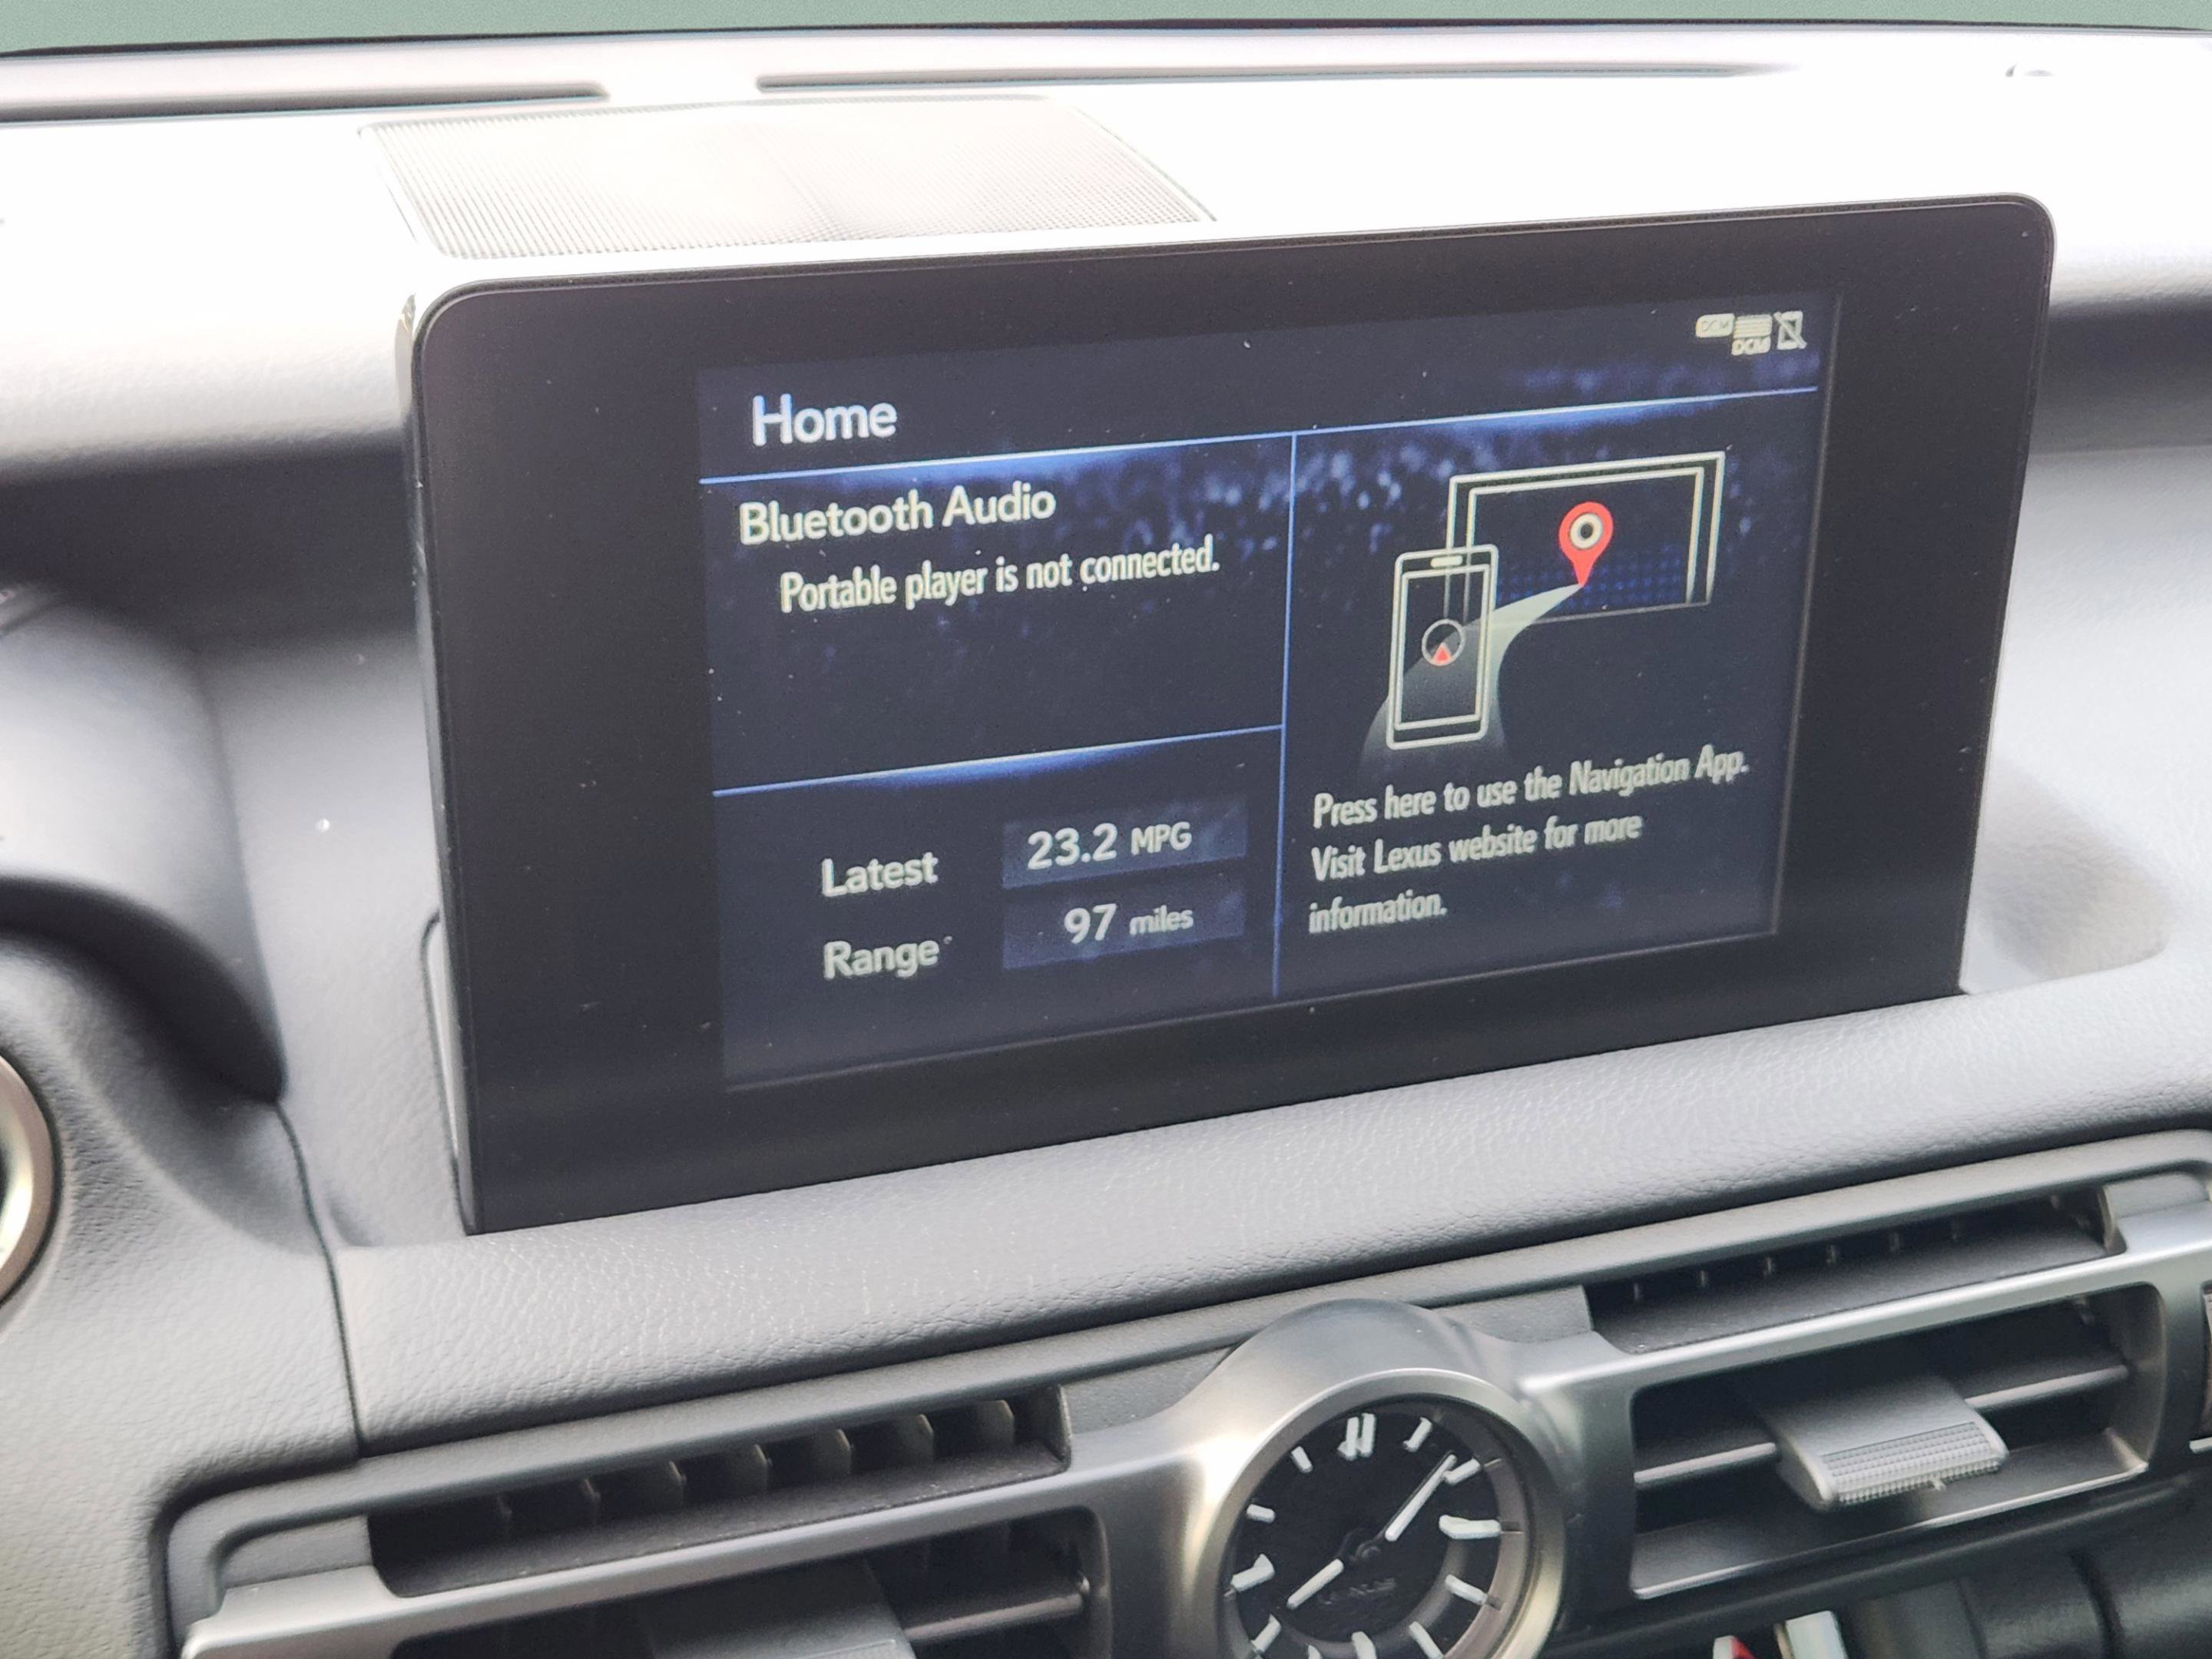 DCM
DCM
Home
Bluetooth Audio
Portable player is not connected.
Latest 23.2 MPG
Range 97 miles
Press here to use the Navigation App.
Visit Lexus website for more
information.